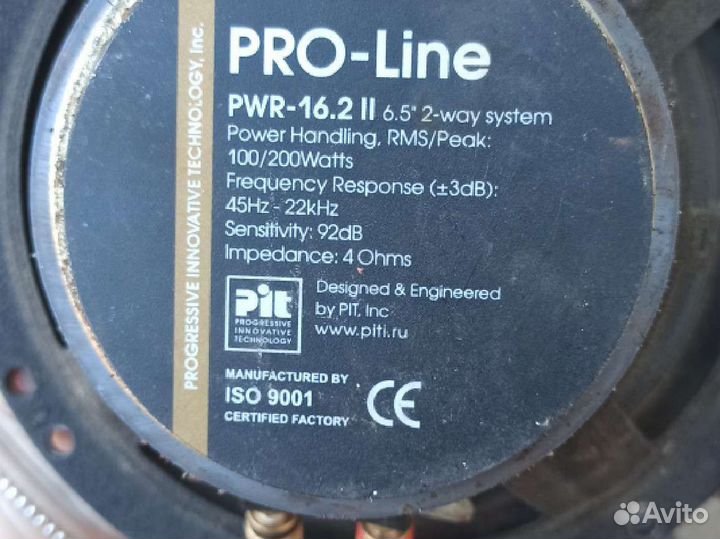 PROGRESSIVE INNOVATIVE TECHNOLOGY, Inc.
PRO-Line
PWR-16.2 II 6.5" 2-way system
Power Handling, RMS/Peak:
100/200Watts
Frequency Response (±3dB):
45Hz - 22kHz
Sensitivity: 92dB
Impedance: 4 Ohms
Pit
PROGRESSIVE
INNOVATIVE
TECHNOLOGY
Designed & Engineered
by PIT, Inc
www.piti.ru
MANUFACTURED BY
ISO 9001
CERTIFIED FACTORY
CE
Avito